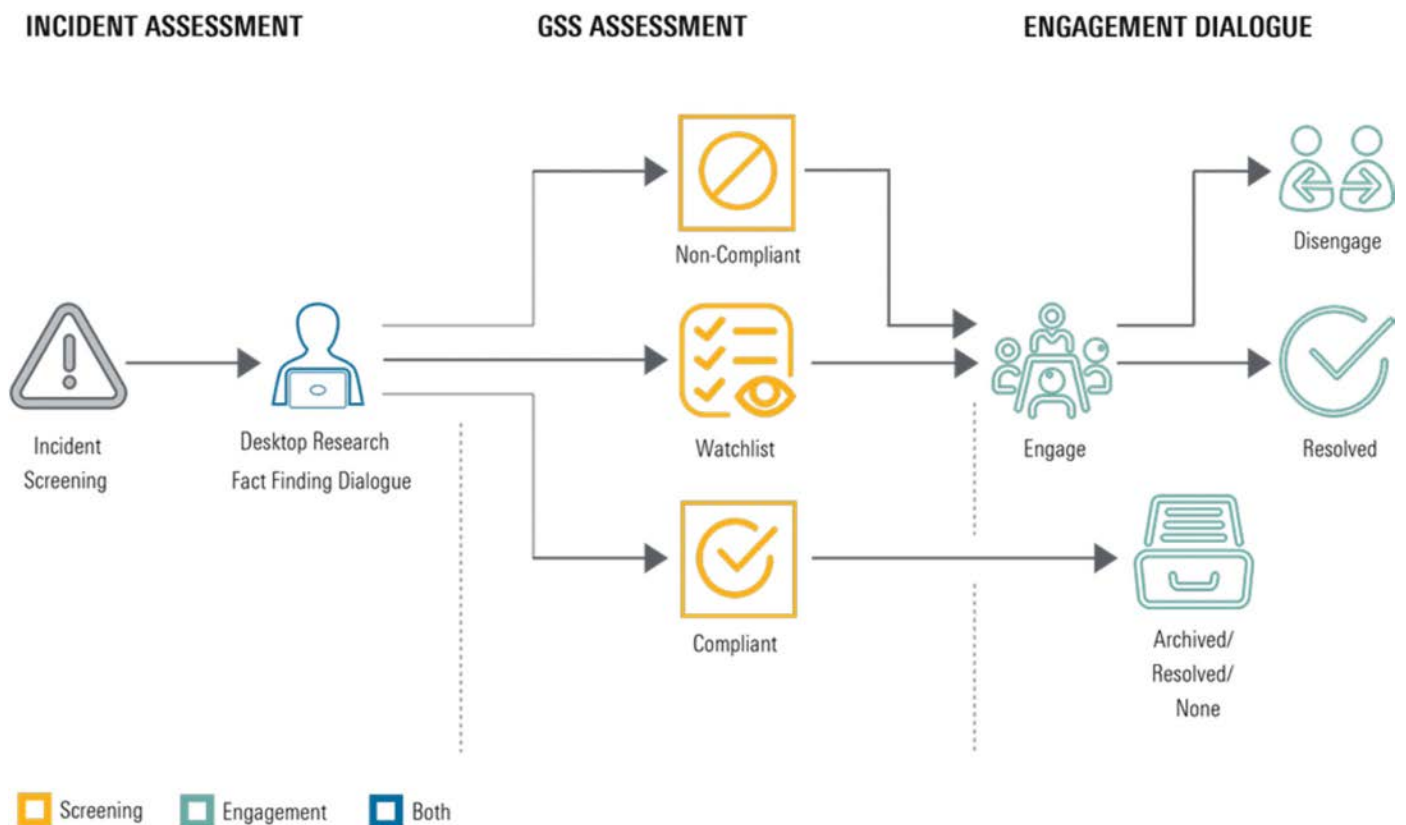 INCIDENT ASSESSMENT
GSS ASSESSMENT
ENGAGEMENT DIALOGUE
Non-Compliant
Disengage
Incident
Screening
Desktop Research
Fact Finding Dialogue
Watchlist
Engage
Resolved
Compliant
Archived/
Resolved/
None
Screening
Engagement
Both